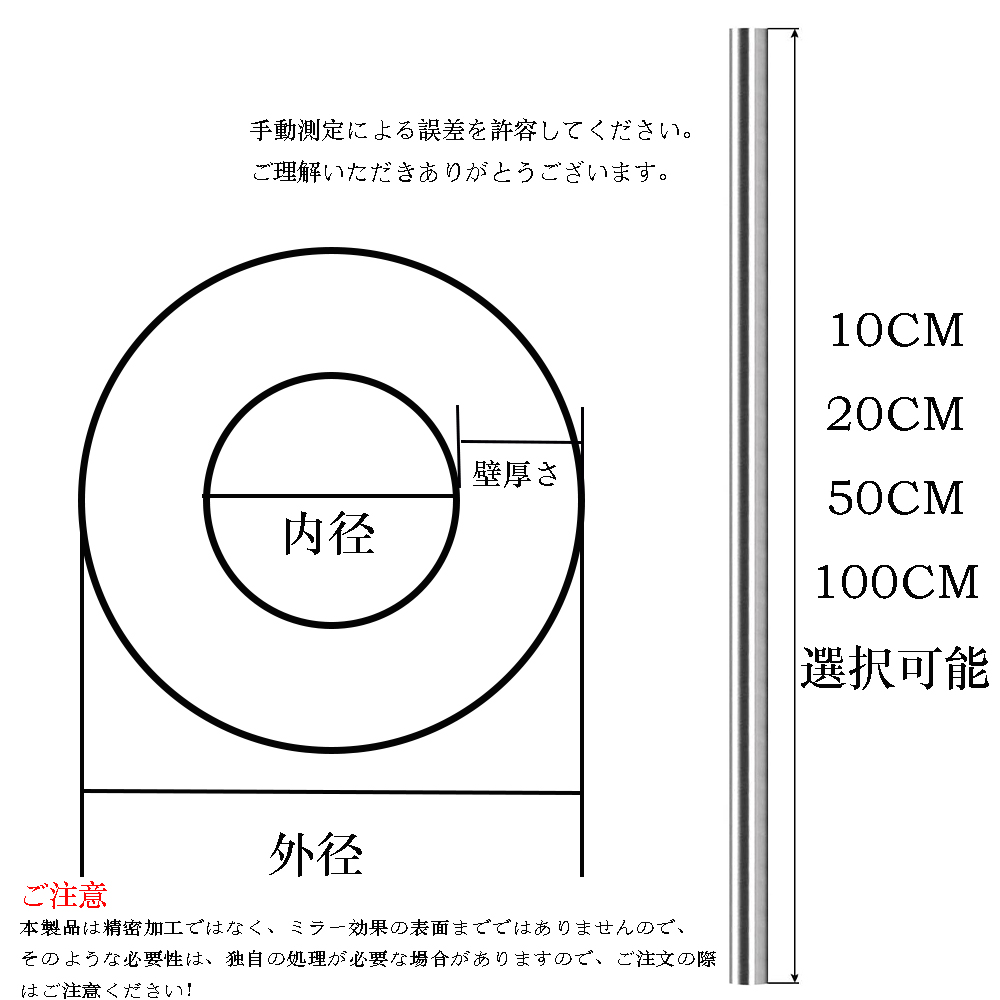 手動測定による誤差を許容してください。
ご理解いただきありがとうございます。
10CM
20CM
50CM
100CM
選択可能
壁厚さ
内径
外径
ご注意
本製品は精密加工ではなく、ミラー効果の表面まではありませんので、
そのような必要性は、独自の処理が必要な場合がありますので、ご注文の際
はご注意ください!